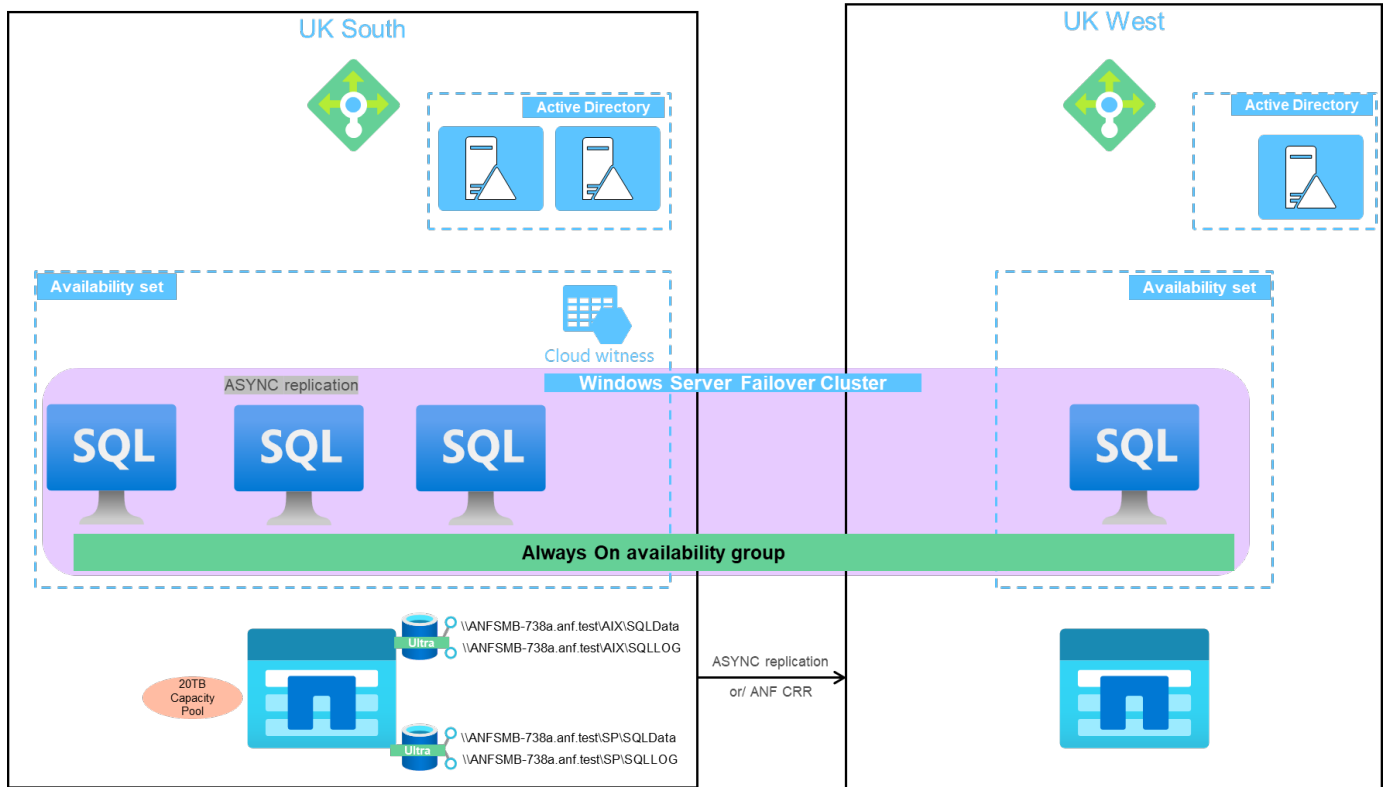 UK South
UK West
Active Directory
Active Directory
Availability set
Availability set
Cloud witness
ASYNC replication
Windows Server Failover Cluster
SQL
SQL
SQL
SQL
Always On availability group
20TB
Capacity
Pool
Ultra
\\ANFSMB-738a.anf.test\AIX\SQLData
\\ANFSMB-738a.anf.test\AIX\SQLLOG
Ultra
\\ANFSMB-738a.anf.test\SP\SQLData
\\ANFSMB-738a.anf.test\SP\SQLLOG
ASYNC replication
or/ ANF CRR